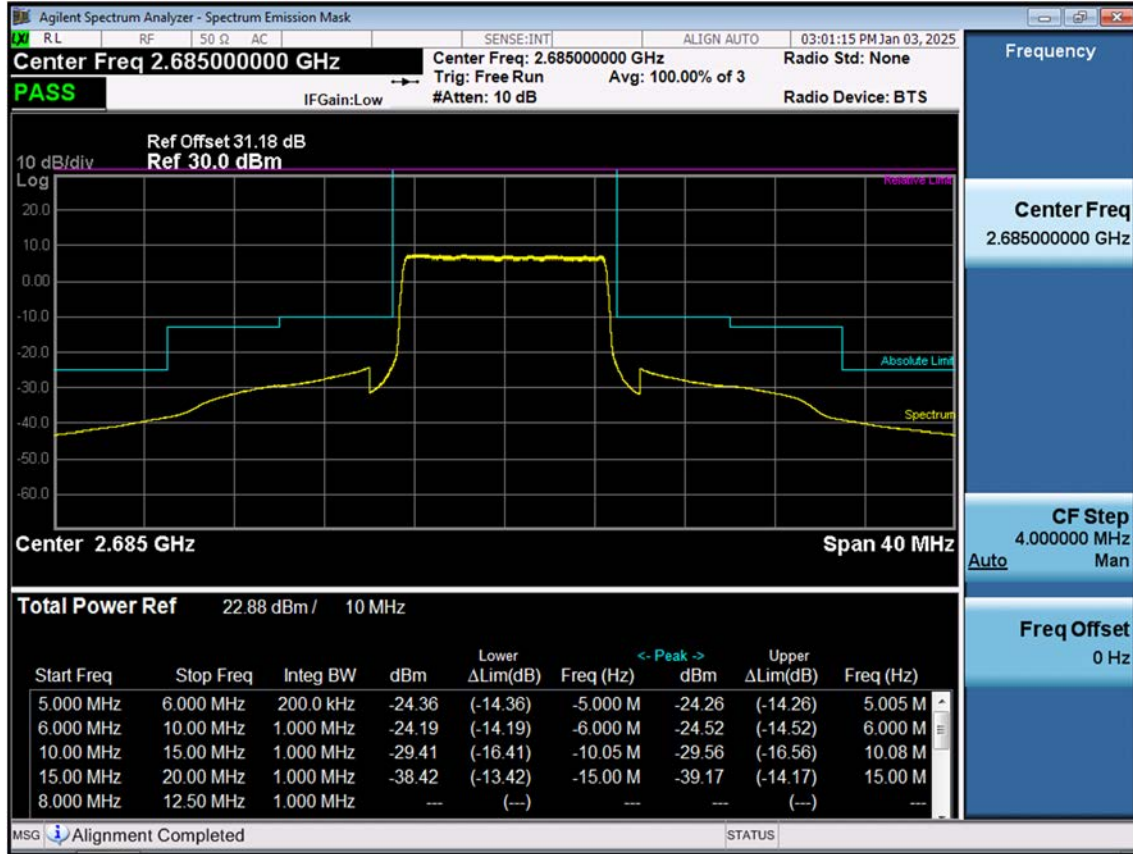 Agilent Spectrum Analyzer - Spectrum Emission Mask
LXI RL RF 50 Ω AC SENSE:INT ALIGN AUTO 03:01:15 PM Jan 03, 2025
Center Freq 2.685000000 GHz Center Freq: 2.685000000 GHz Radio Std: None
Trig: Free Run Avg: 100.00% of 3
PASS IFGain:Low #Atten: 10 dB Radio Device: BTS
Ref Offset 31.18 dB
10 dB/div Ref 30.0 dBm
Log Relative Limit
20.0
10.0
0.00
-10.0
-20.0 Absolute Limit
-30.0
-40.0 Spectrum
-50.0
-60.0
Center 2.685 GHz Span 40 MHz
Total Power Ref 22.88 dBm / 10 MHz
Lower <- Peak -> Upper
Start Freq Stop Freq Integ BW dBm ΔLim(dB) Freq (Hz) dBm ΔLim(dB) Freq (Hz)
5.000 MHz 6.000 MHz 200.0 kHz -24.36 (-14.36) -5.000 M -24.26 (-14.26) 5.005 M
6.000 MHz 10.00 MHz 1.000 MHz -24.19 (-14.19) -6.000 M -24.52 (-14.52) 6.000 M
10.00 MHz 15.00 MHz 1.000 MHz -29.41 (-16.41) -10.05 M -29.56 (-16.56) 10.08 M
15.00 MHz 20.00 MHz 1.000 MHz -38.42 (-13.42) -15.00 M -39.17 (-14.17) 15.00 M
8.000 MHz 12.50 MHz 1.000 MHz --- (---) --- --- (---) ---
MSG Alignment Completed STATUS
Frequency
Center Freq
2.685000000 GHz
CF Step
4.000000 MHz
Auto Man
Freq Offset
0 Hz